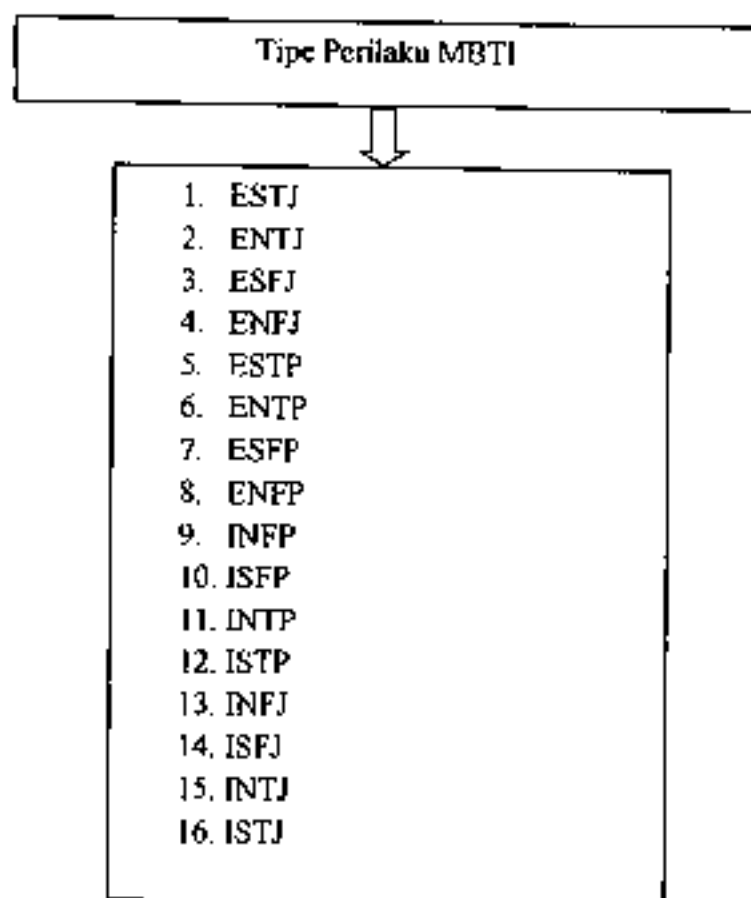 Tipe Perilaku MBTI
1. ESTJ
2. ENTJ
3. ESFJ
4. ENFJ
5. ESTP
6. ENTP
7. ESFP
8. ENFP
9. INFP
10. ISFP
11. INTP
12. ISTP
13. INFJ
14. ISFJ
15. INTJ
16. ISTJ